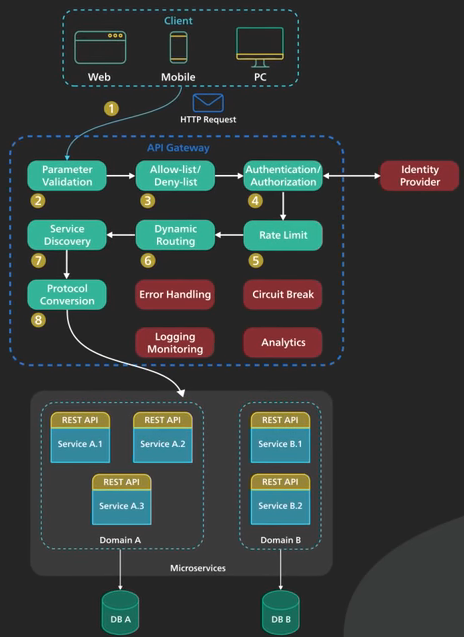 Client
Web
Mobile
PC
1
HTTP Request
API Gateway
Parameter
Validation
2
Allow-list/
Deny-list
3
Authentication/
Authorization
4
Identity
Provider
Service
Discovery
7
Dynamic
Routing
6
Rate Limit
5
Protocol
Conversion
8
Error Handling
Circuit Break
Logging
Monitoring
Analytics
REST API
Service A.1
REST API
Service A.2
REST API
Service B.1
REST API
Service A.3
REST API
Service B.2
Domain A
Domain B
Microservices
DB A
DB B